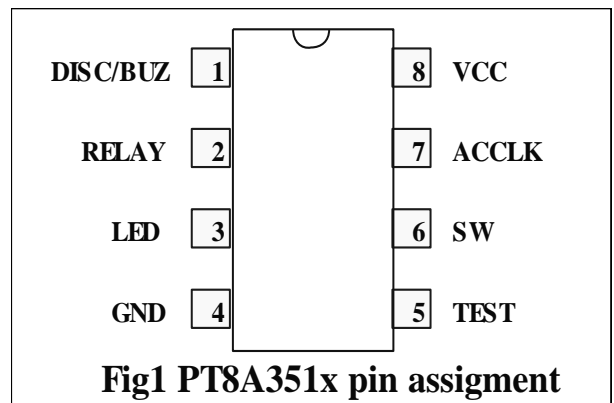 DISC/BUZ 1 8 VCC
RELAY 2 7 ACCLK
LED 3 6 SW
GND 4 5 TEST
Fig1 PT8A351x pin assigment